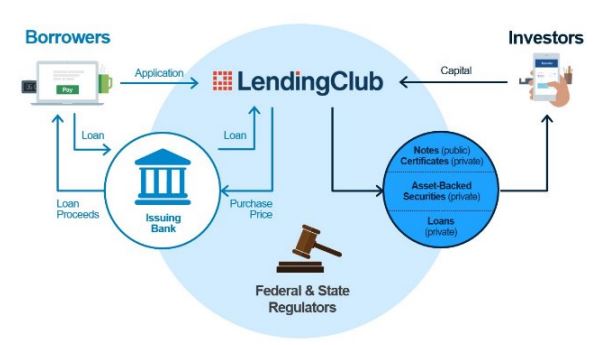 Borrowers
Investors
Application
Capital
Pay
LendingClub
Loan
Loan
Notes (public)
Certificates (private)
Asset-Backed
Securities (private)
Loans
(private)
Loan
Proceeds
Issuing
Bank
Purchase
Price
Federal & State
Regulators